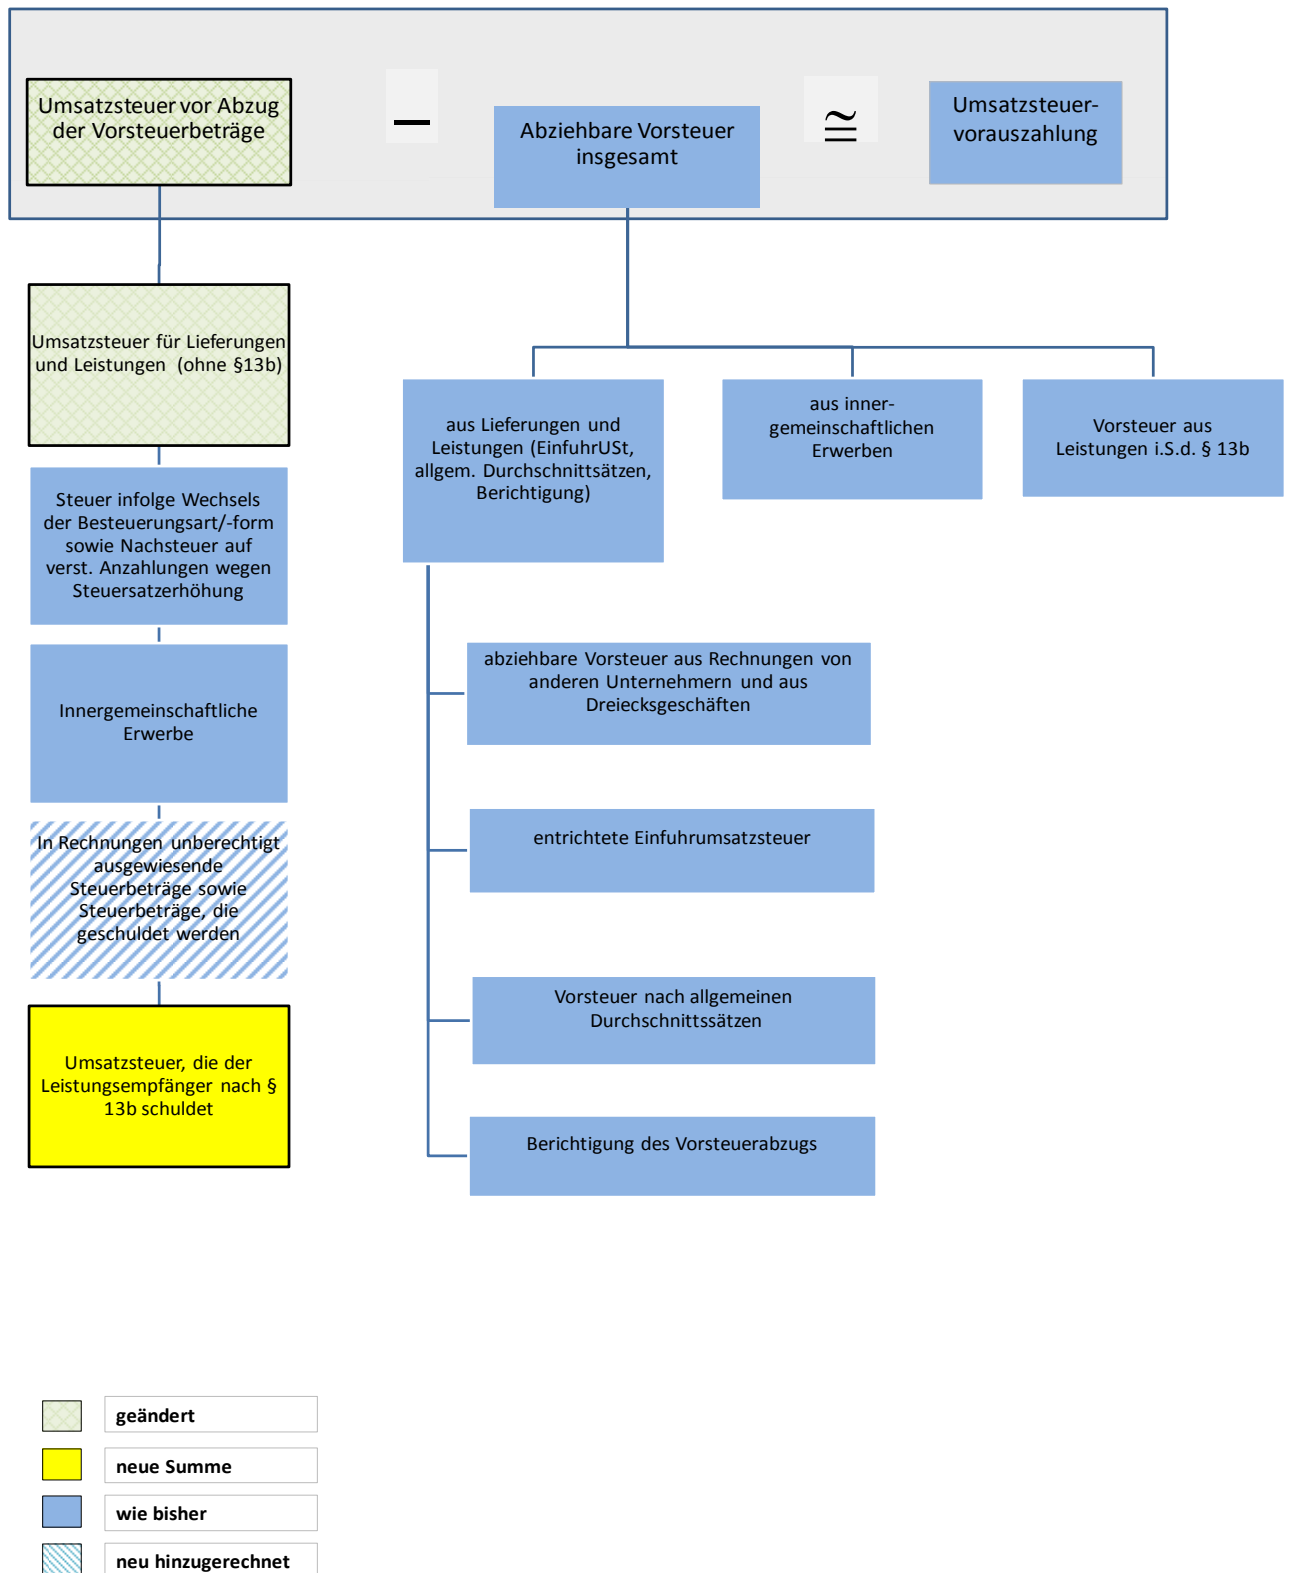 Umsatzsteuer vor Abzug
der Vorsteuerbeträge
–
Abziehbare Vorsteuer
insgesamt
≅
Umsatzsteuer-
vorauszahlung
Umsatzsteuer für Lieferungen
und Leistungen (ohne §13b)
Steuer infolge Wechsels
der Besteuerungsart/-form
sowie Nachsteuer auf
verst. Anzahlungen wegen
Steuersatzerhöhung
Innergemeinschaftliche
Erwerbe
In Rechnungen unberechtigt
ausgewiesende
Steuerbeträge sowie
Steuerbeträge, die
geschuldet werden
Umsatzsteuer, die der
Leistungsempfänger nach §
13b schuldet
aus Lieferungen und
Leistungen (EinfuhrUSt,
allgem. Durchschnittsätzen,
Berichtigung)
aus inner-
gemeinschaftlichen
Erwerben
Vorsteuer aus
Leistungen i.S.d. § 13b
abziehbare Vorsteuer aus Rechnungen von
anderen Unternehmern und aus
Dreiecksgeschäften
entrichtete Einfuhrumsatzsteuer
Vorsteuer nach allgemeinen
Durchschnittssätzen
Berichtigung des Vorsteuerabzugs
geändert
neue Summe
wie bisher
neu hinzugerechnet